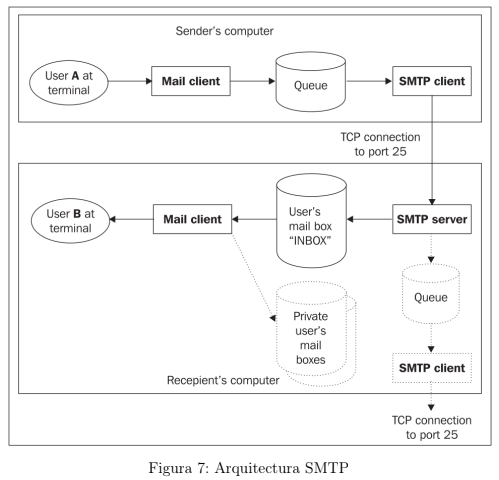 Sender's computer
User A at
terminal
Mail client
Queue
SMTP client
TCP connection
to port 25
User B at
terminal
Mail client
User's
mail box
“INBOX”
SMTP server
Queue
Private
user's
mail
boxes
SMTP client
Recepient's computer
TCP connection
to port 25
Figura 7: Arquitectura SMTP